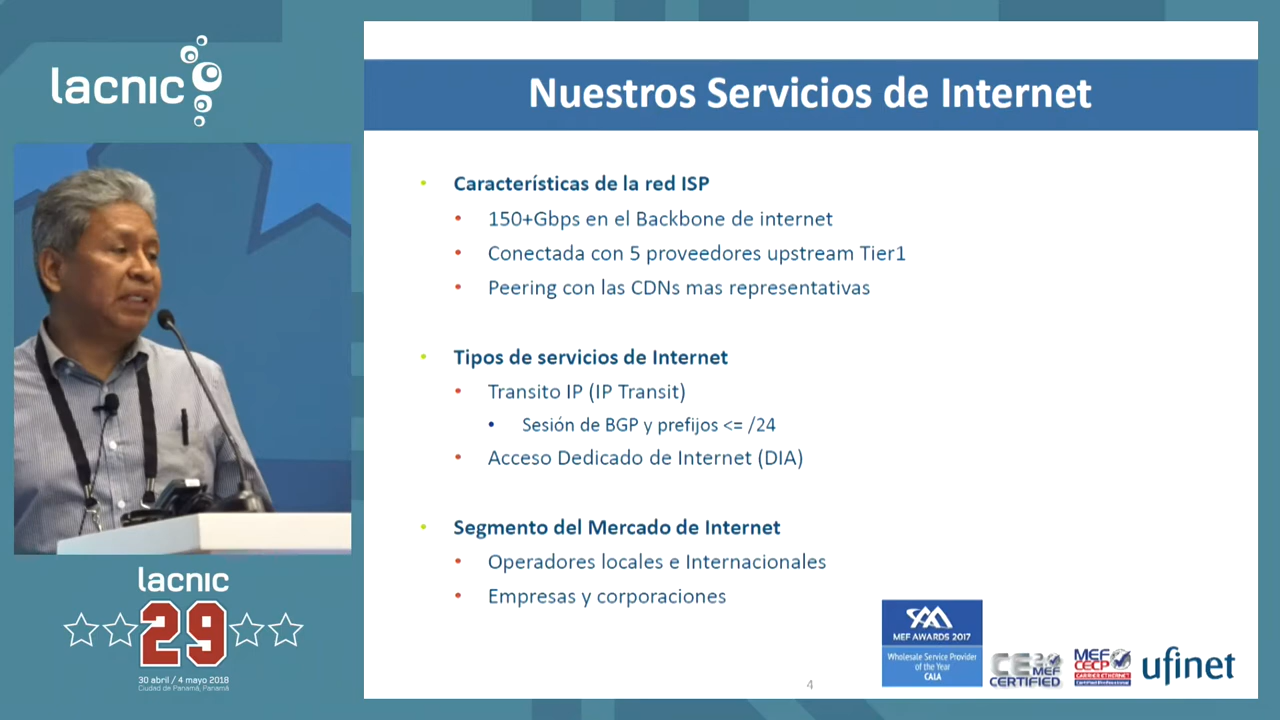 lacnic
Nuestros Servicios de Internet
• Características de la red ISP
• 150+Gbps en el Backbone de internet
• Conectada con 5 proveedores upstream Tier1
• Peering con las CDNs mas representativas
• Tipos de servicios de Internet
• Transito IP (IP Transit)
• Sesión de BGP y prefijos <= /24
• Acceso Dedicado de Internet (DIA)
• Segmento del Mercado de Internet
• Operadores locales e Internacionales
• Empresas y corporaciones
lacnic
29
30 abril / 4 mayo 2018
Ciudad de Panamá, Panamá
MEF AWARDS 2017
Wholesale Service Provider
of the Year
CALA
CE 2.0
MEF
CERTIFIED
MEF
CECP
CARRIER ETHERNET
Certified Professional
ufinet
4